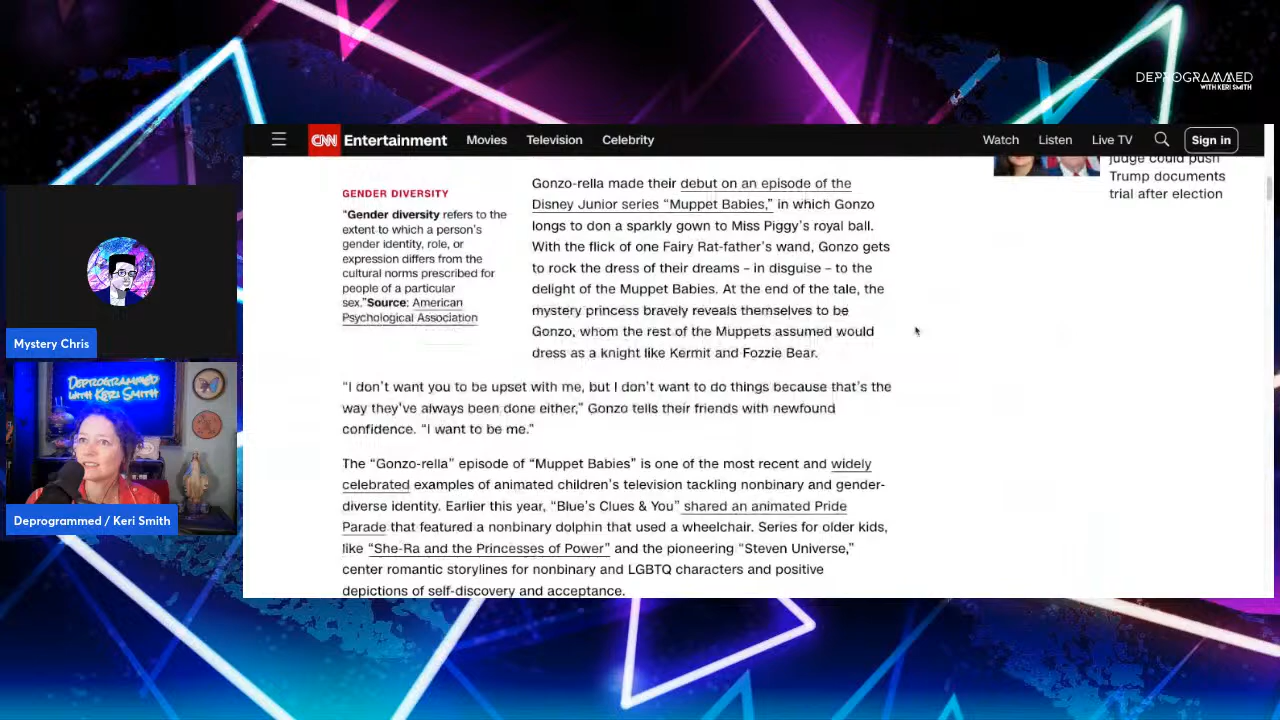 DEPROGRAMMED
WITH KERI SMITH
CNN Entertainment Movies Television Celebrity Watch Listen Live TV Sign in
judge could push
Trump documents
trial after election
GENDER DIVERSITY
"Gender diversity refers to the
extent to which a person's
gender identity, role, or
expression differs from the
cultural norms prescribed for
people of a particular
sex."Source: American
Psychological Association
Gonzo-rella made their debut on an episode of the
Disney Junior series “Muppet Babies,” in which Gonzo
longs to don a sparkly gown to Miss Piggy’s royal ball.
With the flick of one Fairy Rat-father’s wand, Gonzo gets
to rock the dress of their dreams – in disguise – to the
delight of the Muppet Babies. At the end of the tale, the
mystery princess bravely reveals themselves to be
Gonzo, whom the rest of the Muppets assumed would
dress as a knight like Kermit and Fozzie Bear.
“I don’t want you to be upset with me, but I don’t want to do things because that’s the
way they’ve always been done either,” Gonzo tells their friends with newfound
confidence. “I want to be me.”
The “Gonzo-rella” episode of “Muppet Babies” is one of the most recent and widely
celebrated examples of animated children’s television tackling nonbinary and gender-
diverse identity. Earlier this year, “Blue’s Clues & You” shared an animated Pride
Parade that featured a nonbinary dolphin that used a wheelchair. Series for older kids,
like “She-Ra and the Princesses of Power” and the pioneering “Steven Universe,”
center romantic storylines for nonbinary and LGBTQ characters and positive
depictions of self-discovery and acceptance.
Mystery Chris
DEPROGRAMMED
WITH KERI SMITH
Deprogrammed / Keri Smith